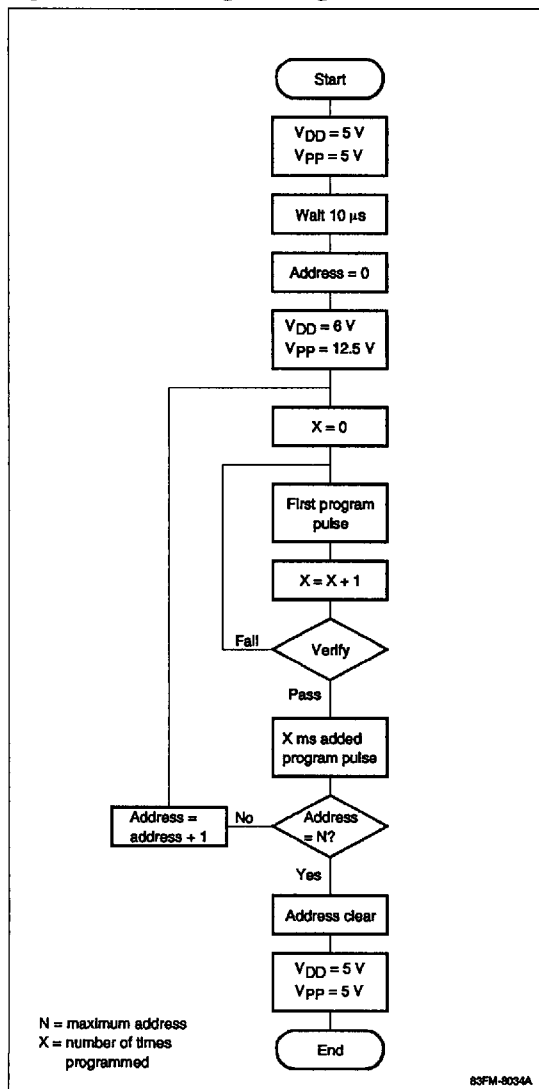 Start
VDD = 5 V
VPP = 5 V
Wait 10 µs
Address = 0
VDD = 6 V
VPP = 12.5 V
X = 0
First program
pulse
X = X + 1
Fail
Verify
Pass
X ms added
program pulse
Address =
address + 1
No
Address
= N?
Yes
Address clear
VDD = 5 V
VPP = 5 V
N = maximum address
X = number of times
programmed
End
83FM-8034A